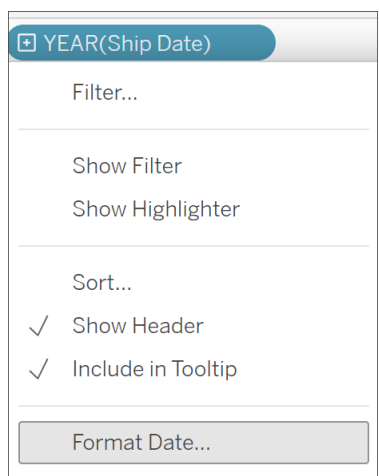 YEAR(Ship Date)
Filter...
Show Filter
Show Highlighter
Sort...
Show Header
Include in Tooltip
Format Date...